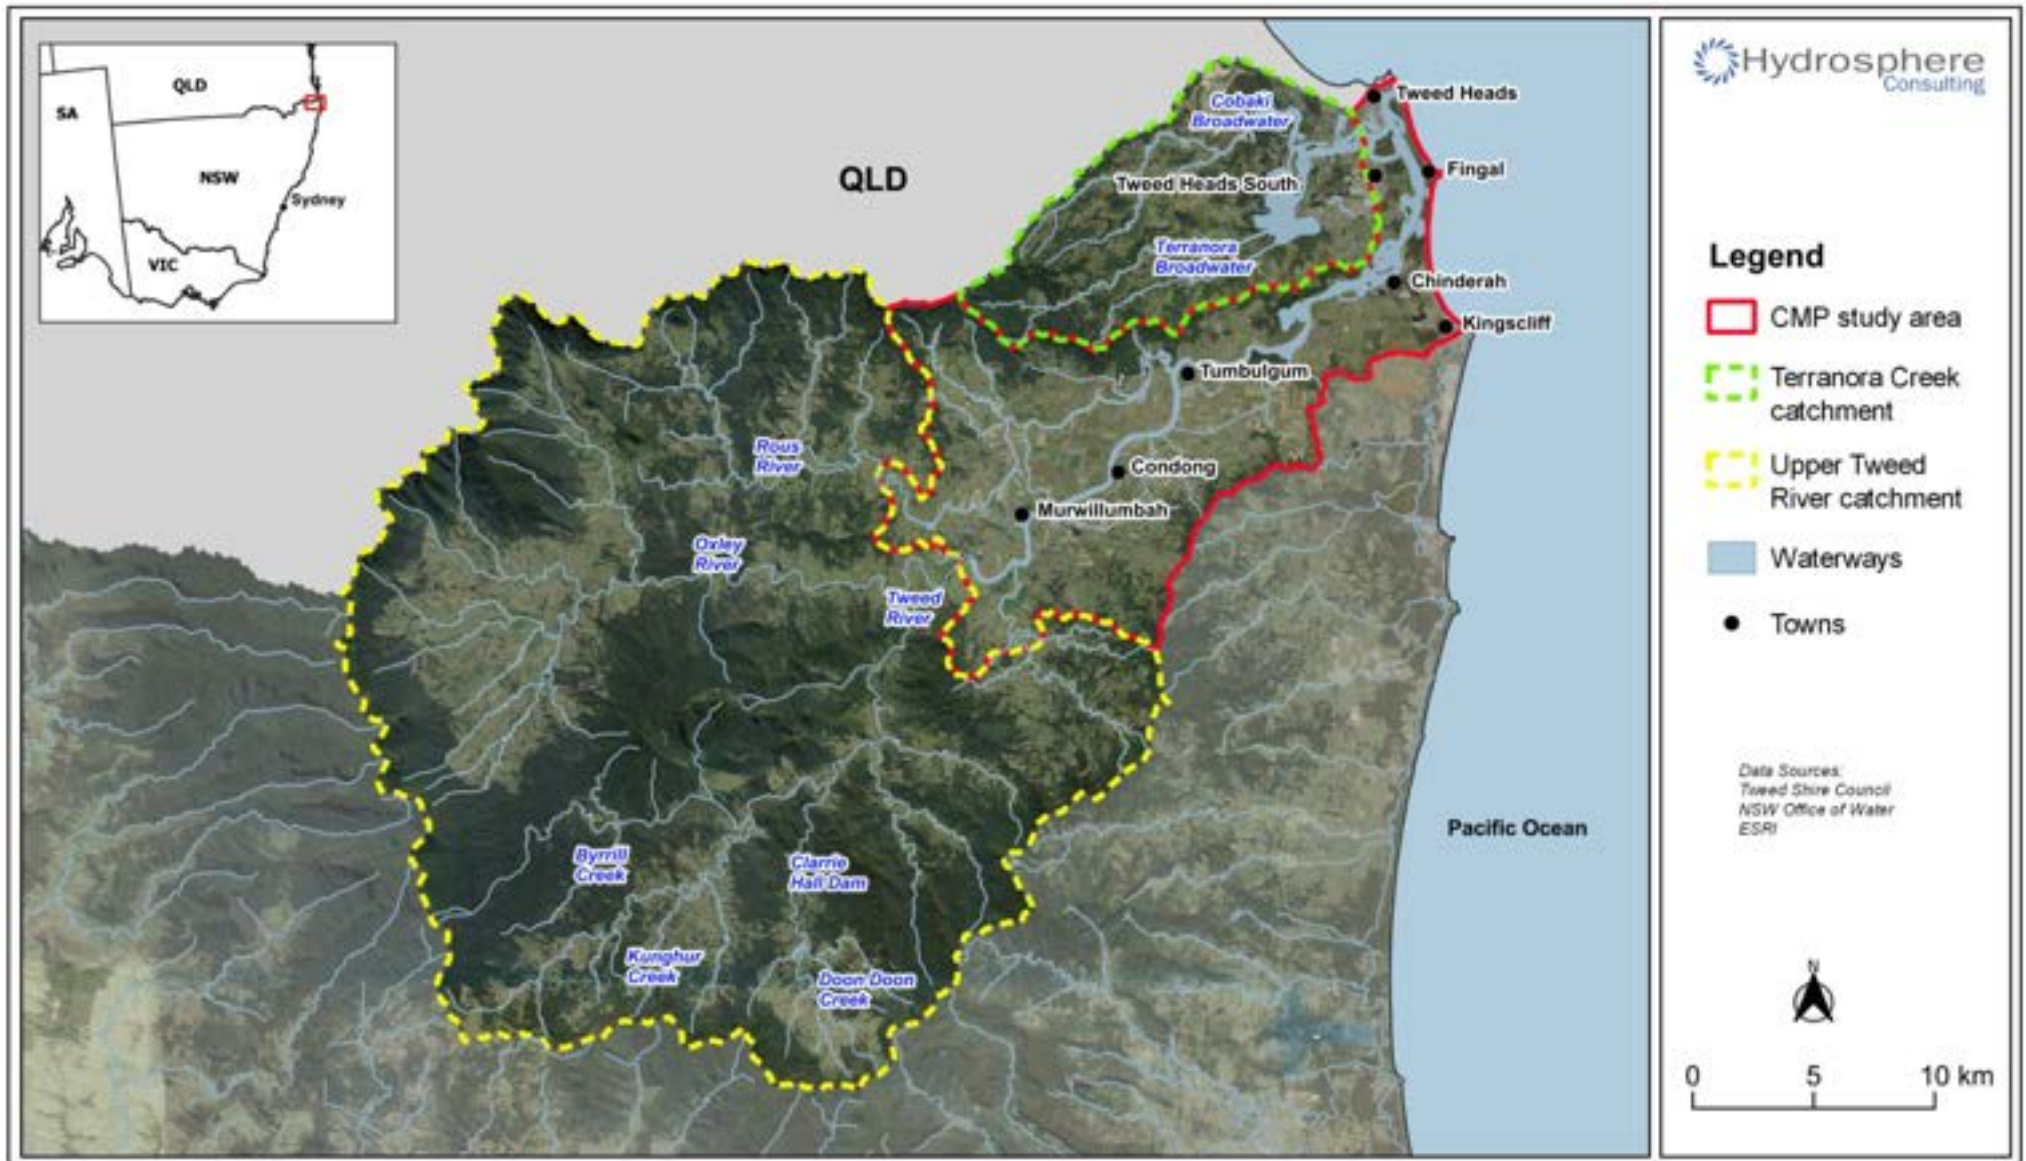 QLD
SA
NSW
Sydney
VIC
QLD
Cobaki
Broadwater
Tweed Heads
Tweed Heads South
Fingal
Terranora
Broadwater
Chinderah
Kingscliff
Tumbulgum
Rous
River
Condong
Murwillumbah
Oxley
River
Tweed
River
Byrrill
Creek
Clarrie
Hall Dam
Kunghur
Creek
Doon Doon
Creek
Pacific Ocean
Hydrosphere
Consulting
Legend
CMP study area
Terranora Creek
catchment
Upper Tweed
River catchment
Waterways
Towns
Data Sources:
Tweed Shire Council
NSW Office of Water
ESRI
N
0 5 10 km